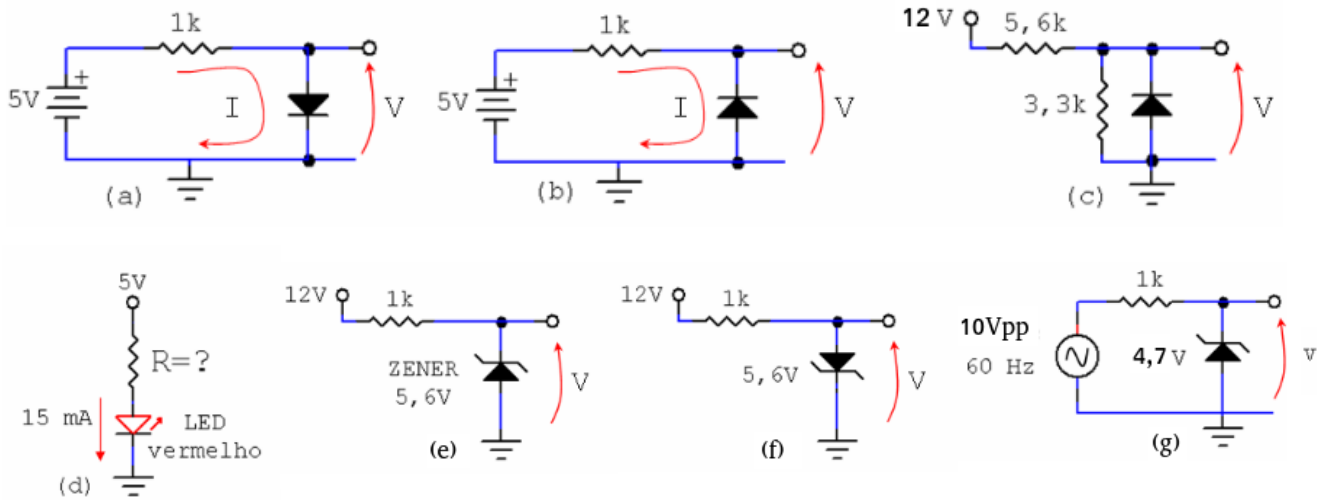 1k
+
5V
I
V
(a)
1k
+
5V
I
V
(b)
12 V
5,6k
3,3k
V
(c)
5V
R=?
15 mA
LED
vermelho
(d)
12V
1k
ZENER
5,6V
V
(e)
12V
1k
5,6V
V
(f)
1k
10Vpp
60 Hz
4,7 V
v
(g)